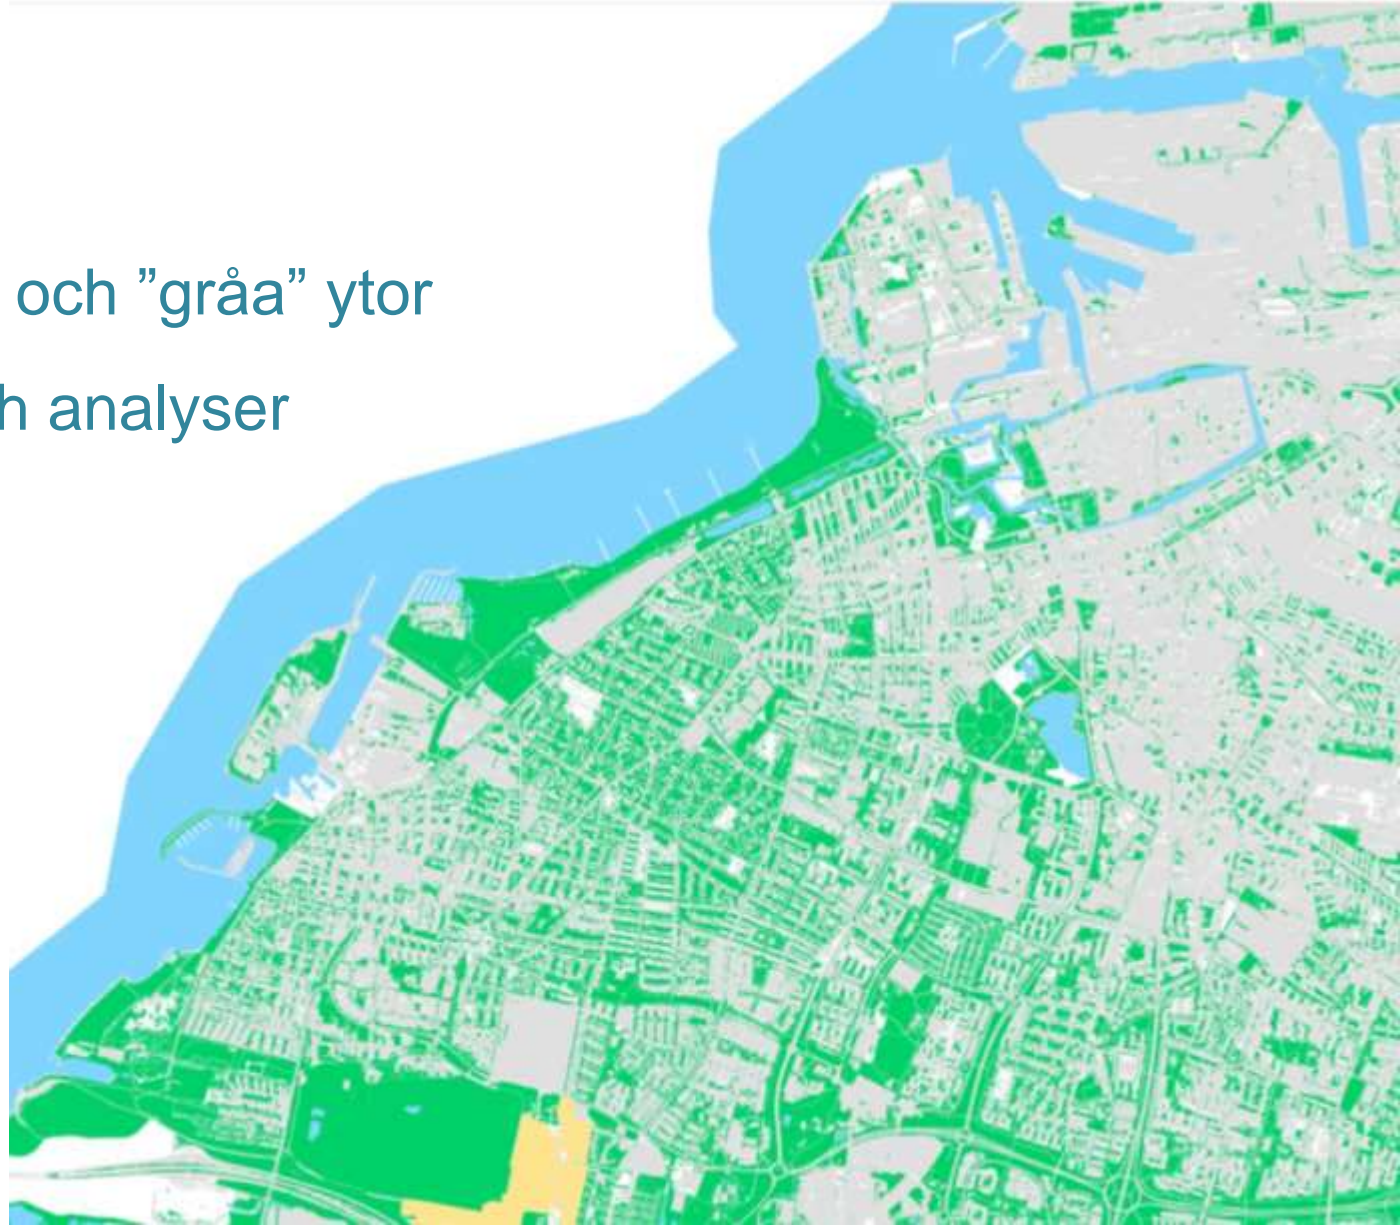 och ”gråa” ytor
h analyser